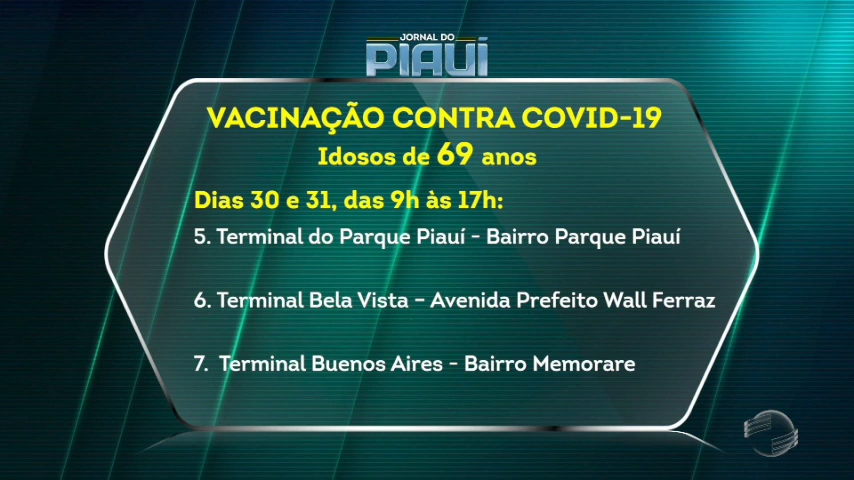 JORNAL DO
PIAUÍ
VACINAÇÃO CONTRA COVID-19
Idosos de 69 anos
Dias 30 e 31, das 9h às 17h:
5. Terminal do Parque Piauí - Bairro Parque Piauí
6. Terminal Bela Vista – Avenida Prefeito Wall Ferraz
7. Terminal Buenos Aires - Bairro Memorare